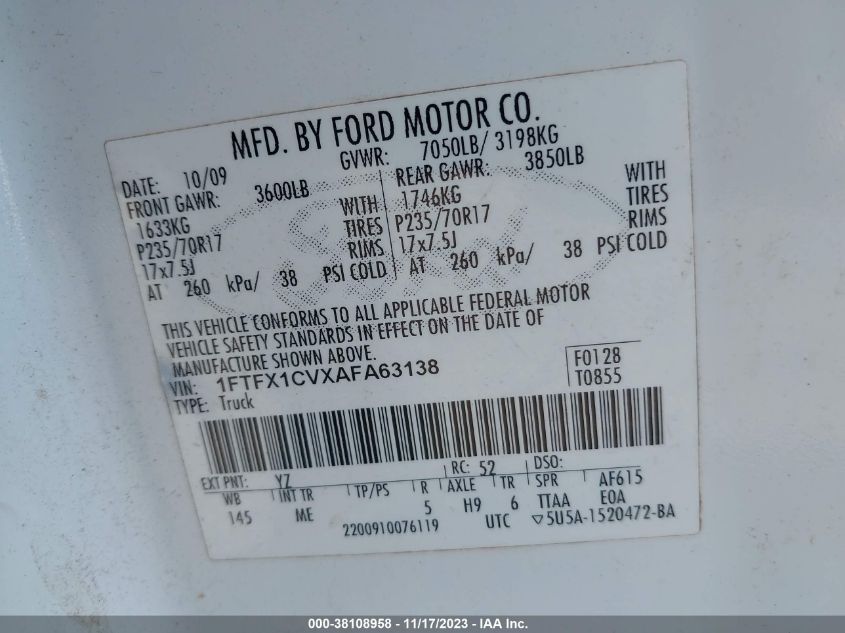 MFD. BY FORD MOTOR CO.
DATE: 10/09 GVWR: 7050LB/ 3198KG
FRONT GAWR: 3600LB REAR GAWR: 3850LB
1633KG WITH 1746KG WITH
P235/70R17 TIRES P235/70R17 TIRES
17x7.5J RIMS 17x7.5J RIMS
AT 260 kPa/ 38 PSI COLD AT 260 kPa/ 38 PSI COLD
THIS VEHICLE CONFORMS TO ALL APPLICABLE FEDERAL MOTOR
VEHICLE SAFETY STANDARDS IN EFFECT ON THE DATE OF
MANUFACTURE SHOWN ABOVE.
VIN: 1FTFX1CVXAFA63138 F0128
TYPE: Truck T0855
EXT PNT: YZ RC: 52 DSO:
WB INT TR TP/PS R AXLE TR SPR AF615
145 ME 5 H9 6 TTAA EOA
2200910076119 UTC ▽5U5A-1520472-BA
000-38108958 - 11/17/2023 - IAA Inc.